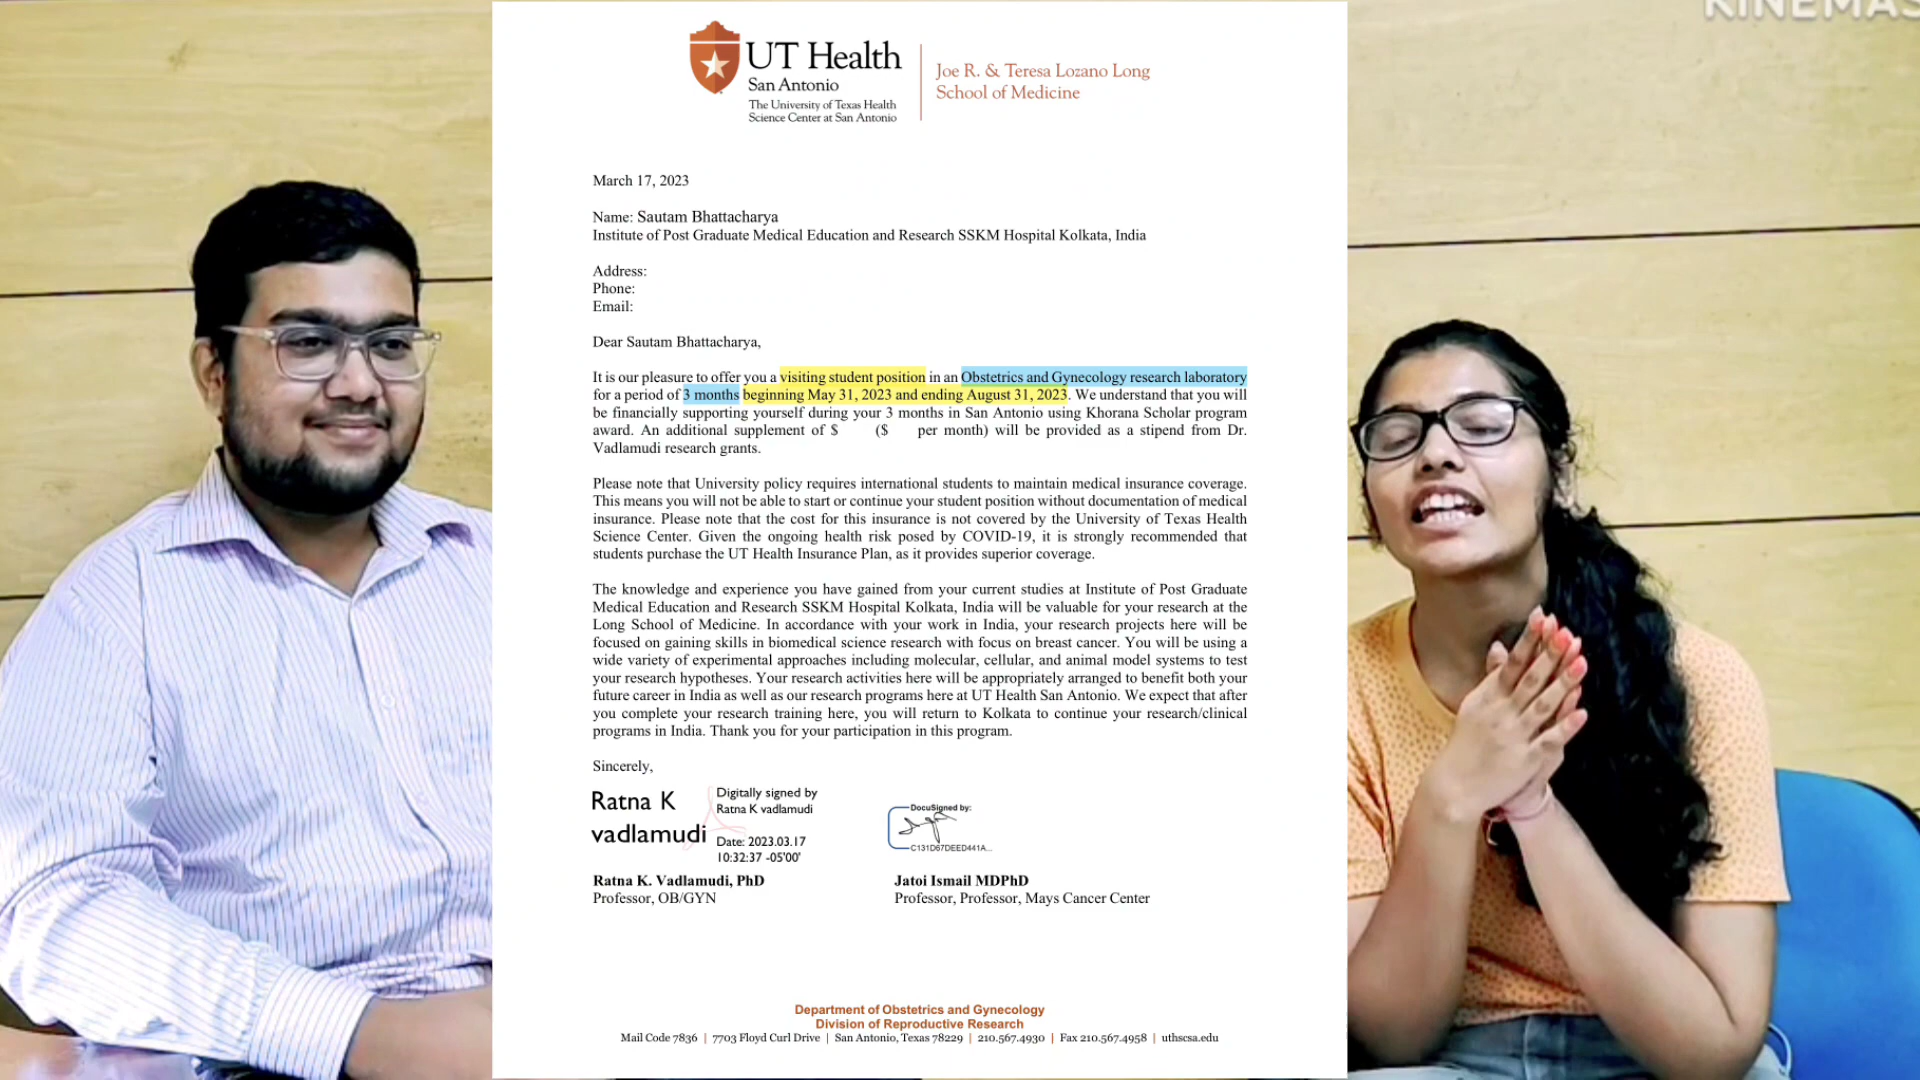 KINEMAS
UT Health
San Antonio
The University of Texas Health
Science Center at San Antonio
Joe R. & Teresa Lozano Long
School of Medicine
March 17, 2023
Name: Sautam Bhattacharya
Institute of Post Graduate Medical Education and Research SSKM Hospital Kolkata, India
Address:
Phone:
Email:
Dear Sautam Bhattacharya,
It is our pleasure to offer you a visiting student position in an Obstetrics and Gynecology research laboratory
for a period of 3 months beginning May 31, 2023 and ending August 31, 2023. We understand that you will
be financially supporting yourself during your 3 months in San Antonio using Khorana Scholar program
award. An additional supplement of $ ($ per month) will be provided as a stipend from Dr.
Vadlamudi research grants.
Please note that University policy requires international students to maintain medical insurance coverage.
This means you will not be able to start or continue your student position without documentation of medical
insurance. Please note that the cost for this insurance is not covered by the University of Texas Health
Science Center. Given the ongoing health risk posed by COVID-19, it is strongly recommended that
students purchase the UT Health Insurance Plan, as it provides superior coverage.
The knowledge and experience you have gained from your current studies at Institute of Post Graduate
Medical Education and Research SSKM Hospital Kolkata, India will be valuable for your research at the
Long School of Medicine. In accordance with your work in India, your research projects here will be
focused on gaining skills in biomedical science research with focus on breast cancer. You will be using a
wide variety of experimental approaches including molecular, cellular, and animal model systems to test
your research hypotheses. Your research activities here will be appropriately arranged to benefit both your
future career in India as well as our research programs here at UT Health San Antonio. We expect that after
you complete your research training here, you will return to Kolkata to continue your research/clinical
programs in India. Thank you for your participation in this program.
Sincerely,
Ratna K
vadlamudi
Digitally signed by
Ratna K vadlamudi
Date: 2023.03.17
10:32:37 -05'00'
DocuSigned by:
C131D67DEED441A...
Ratna K. Vadlamudi, PhD
Professor, OB/GYN
Jatoi Ismail MDPhD
Professor, Professor, Mays Cancer Center
Department of Obstetrics and Gynecology
Division of Reproductive Research
Mail Code 7836 | 7703 Floyd Curl Drive | San Antonio, Texas 78229 | 210.567.4930 | Fax 210.567.4958 | uthscsa.edu